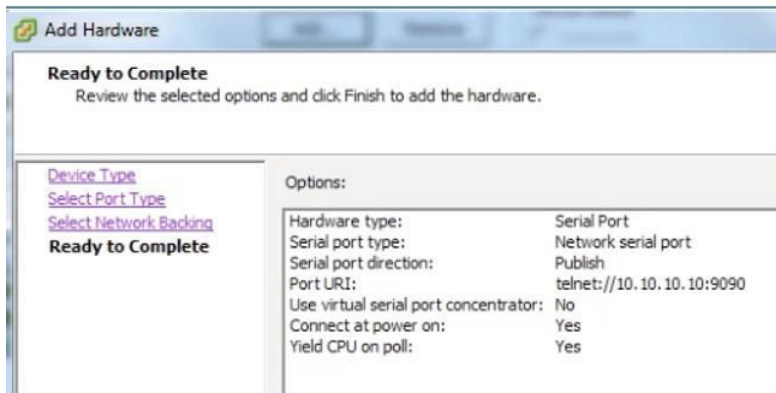 Add Hardware
Ready to Complete
Review the selected options and click Finish to add the hardware.
Device Type
Select Port Type
Select Network Backing
Ready to Complete
Options:
Hardware type: Serial Port
Serial port type: Network serial port
Serial port direction: Publish
Port URI: telnet://10.10.10.10:9090
Use virtual serial port concentrator: No
Connect at power on: Yes
Yield CPU on poll: Yes